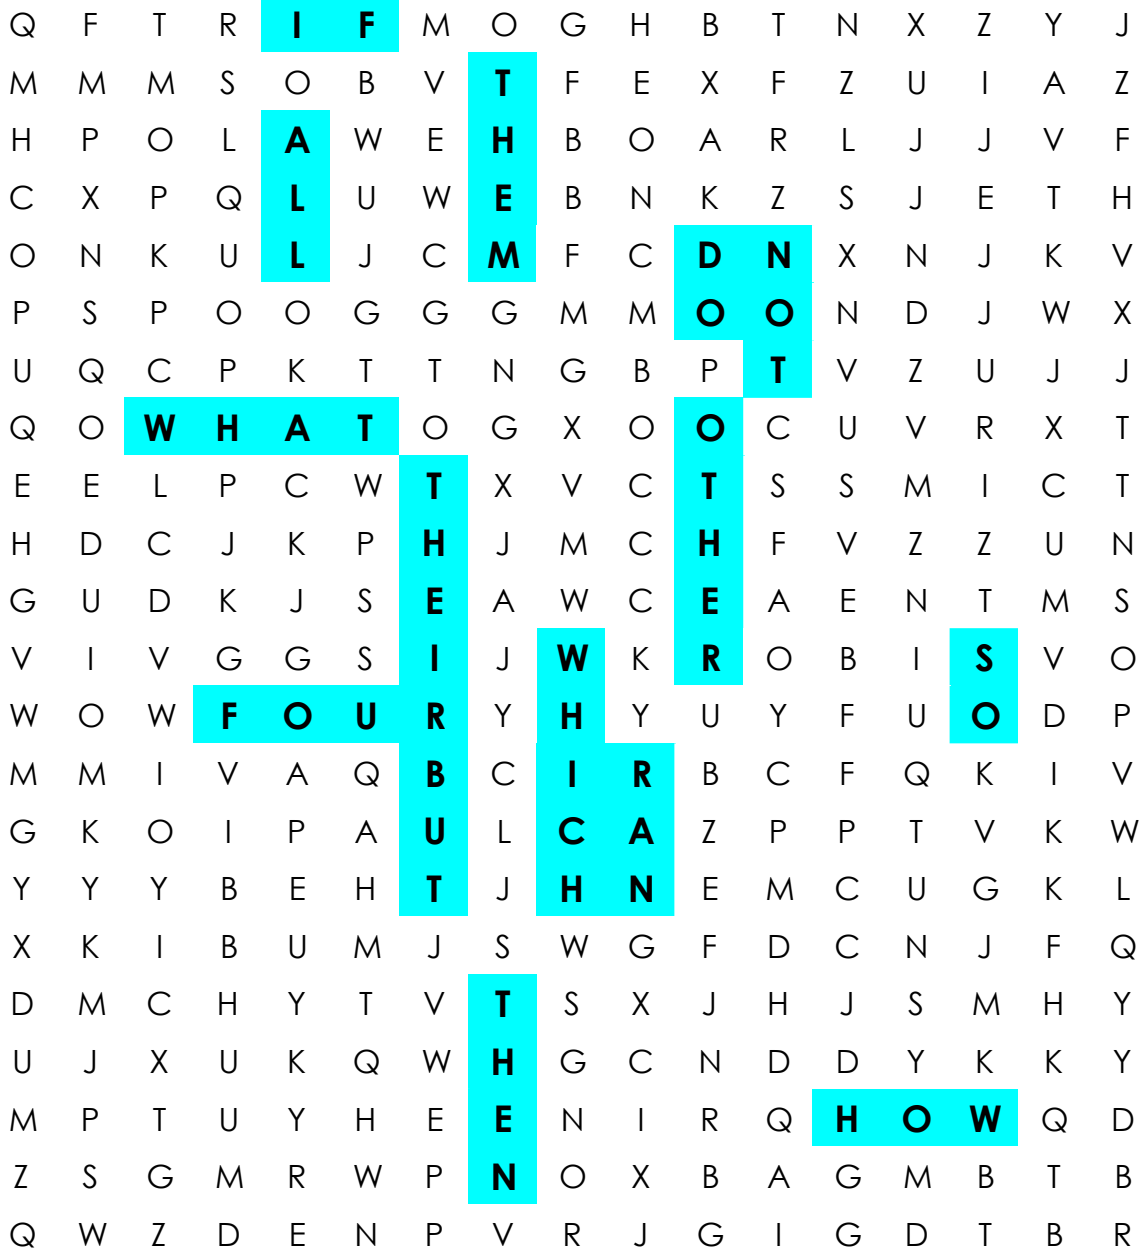 Q F T R I F M O G H B T N X Z Y J
M M M S O B V T F E X F Z U I A Z
H P O L A W E H B O A R L J J V F
C X P Q L U W E B N K Z S J E T H
O N K U L J C M F C D N X N J K V
P S P O O G G G M M O O N D J W X
U Q C P K T T N G B P T V Z U J J
Q O W H A T O G X O O C U V R X T
E E L P C W T X V C T S S M I C T
H D C J K P H J M C H F V Z Z U N
G U D K J S E A W C E A E N T M S
V I V G G S I J W K R O B I S V O
W O W F O U R Y H Y U Y F U O D P
M M I V A Q B C I R B C F Q K I V
G K O I P A U L C A Z P P T V K W
Y Y Y B E H T J H N E M C U G K L
X K I B U M J S W G F D C N J F Q
D M C H Y T V T S X J H J S M H Y
U J X U K Q W H G C N D D Y K K Y
M P T U Y H E E N I R Q H O W Q D
Z S G M R W P N O X B A G M B T B
Q W Z D E N P V R J G I G D T B R